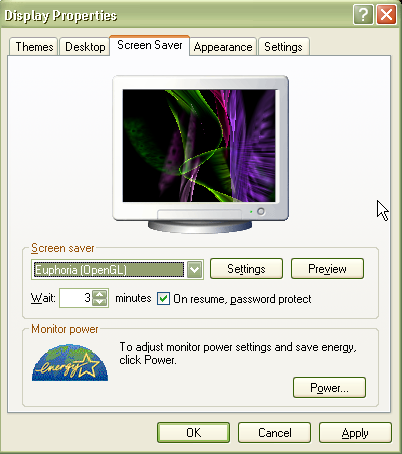 Display Properties
Themes Desktop Screen Saver Appearance Settings
Screen saver
Euphoria (OpenGL) Settings Preview
Wait: 3 minutes On resume, password protect
Monitor power
To adjust monitor power settings and save energy,
click Power.
energy
Power...
OK Cancel Apply